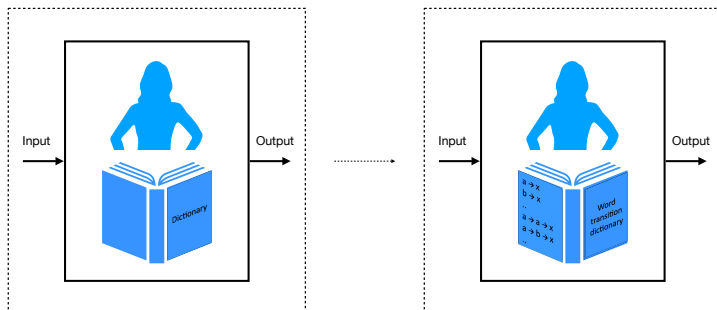 Input
Output
Dictionary
Input
Output
a → x
b → x
..
a → a → x
a → b → x
..
Word
transition
dictionary